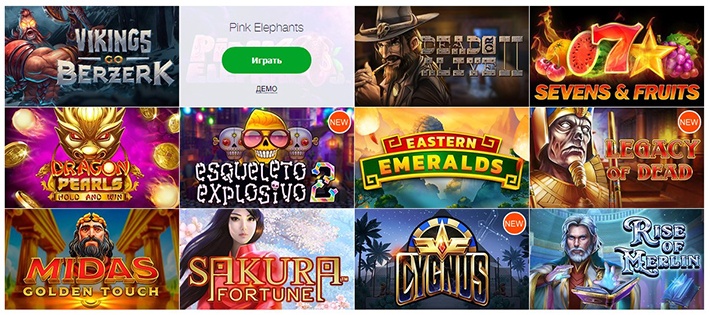 VIKINGS
GO
BERZERK
Pink Elephants
Играть
ДЕМО
DEAD OR
ALIVE II
7
SEVENS & FRUITS
DRAGON
PEARLS
HOLD AND WIN
NEW
esqueleto
explosivo
2
EASTERN
EMERALDS
NEW
LEGACY
OF DEAD
MIDAS
GOLDEN TOUCH
SAKURA
FORTUNE
NEW
CYGNUS
RISE
OF MERLIN